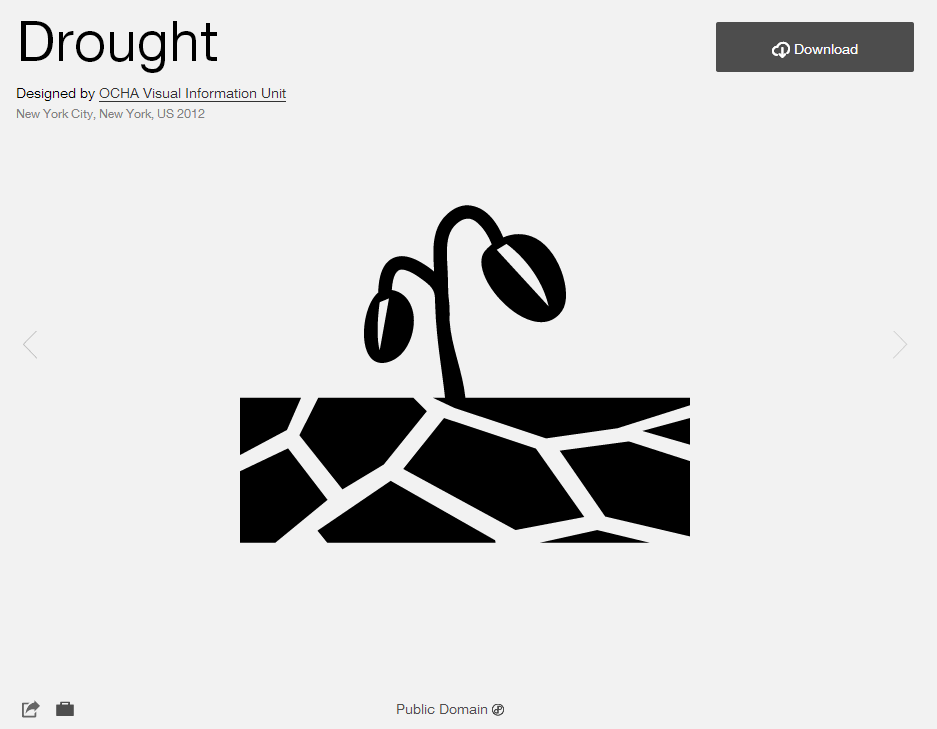 Drought
Download
Designed by OCHA Visual Information Unit
New York City, New York, US 2012
Public Domain